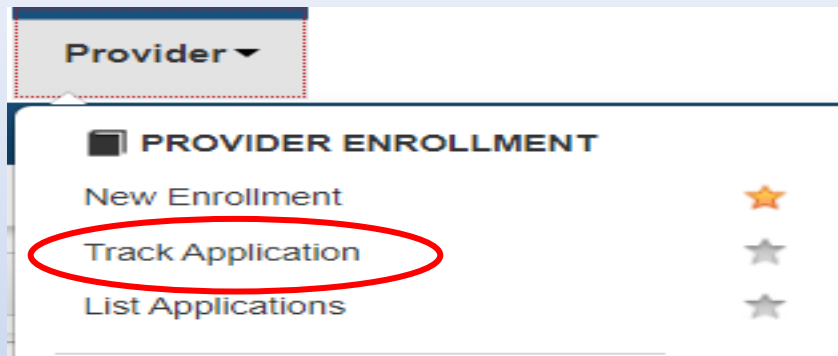 Provider
PROVIDER ENROLLMENT
New Enrollment
Track Application
List Applications